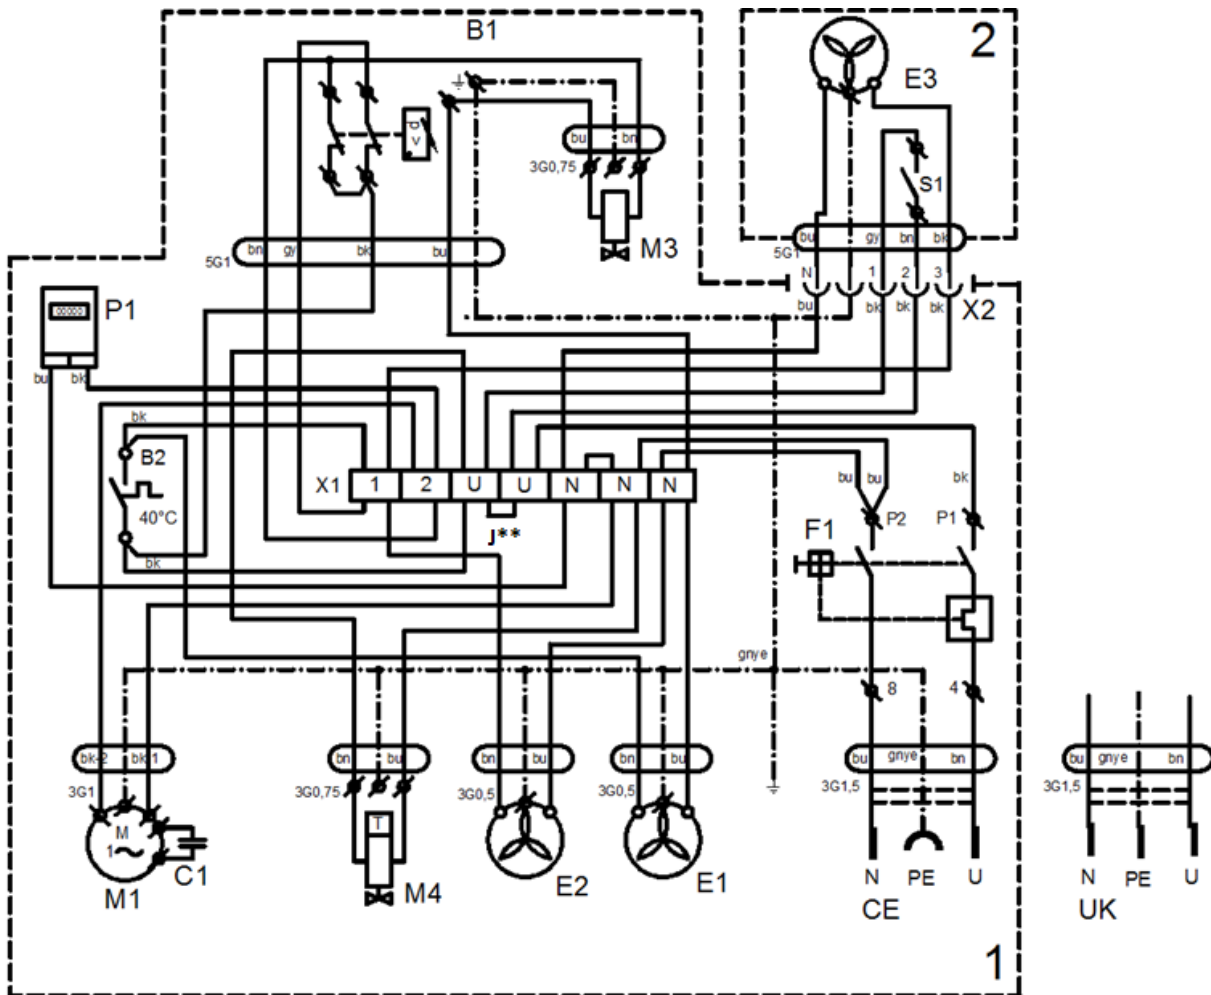 B1
2
E3
bu
bn
3G0,75
M3
P
>
S1
bn
gy
bk
bu
5G1
bu
gy
bn
bk
5G1
N
1
2
3
X2
bu
bk
bk
bk
P1
00000
bu
bk
bk
B2
40°C
bk
X1
1
2
U
U
N
N
N
J**
bu
bu
bk
P2
P1
F1
gnye
8
4
bk-2
bk-1
3G1
M
1
C1
M1
bn
bu
3G0,75
T
M4
bn
bu
3G0,5
E2
bn
bu
3G0,5
E1
bu
gnye
bn
3G1,5
N
PE
U
CE
bu
gnye
bn
3G1,5
N
PE
U
UK
1